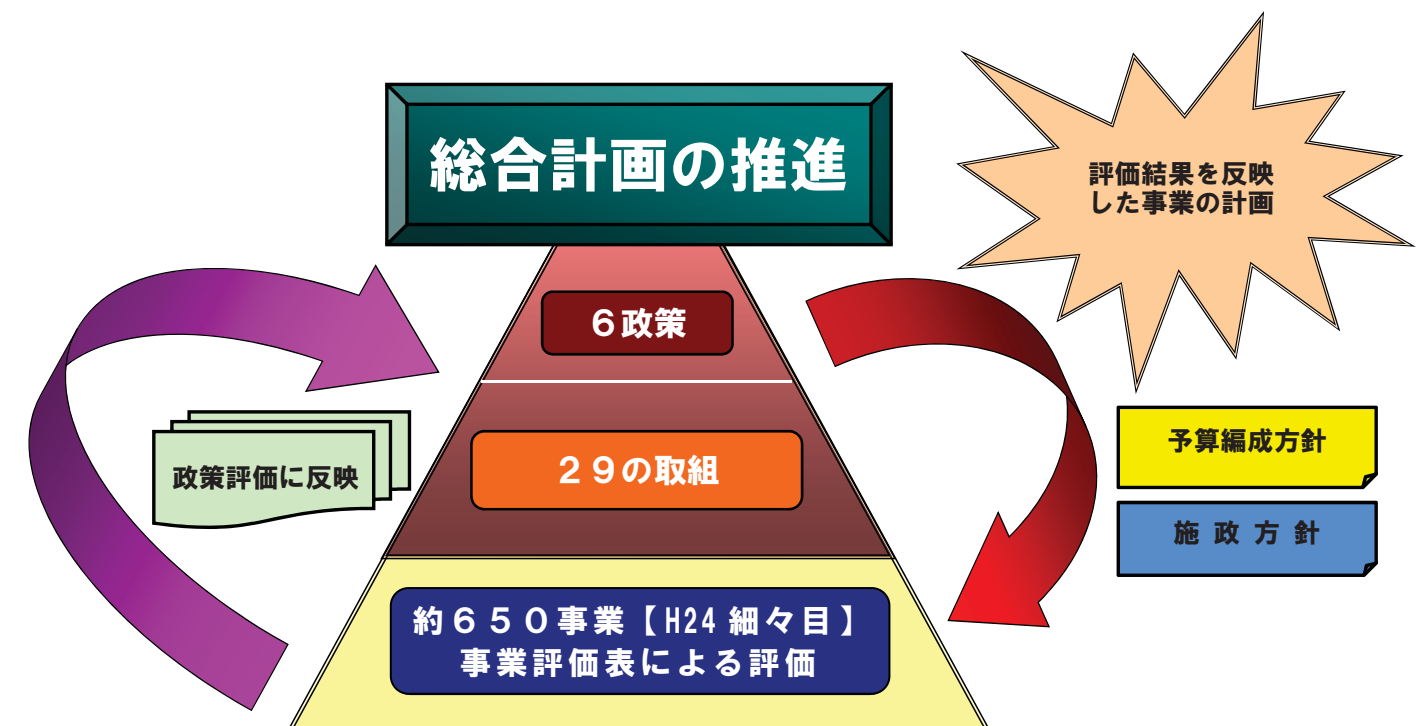 総合計画の推進
評価結果を反映
した事業の計画
６政策
２９の取組
政策評価に反映
予算編成方針
施 政 方 針
約６５０事業【H24 細々目】
事業評価表による評価